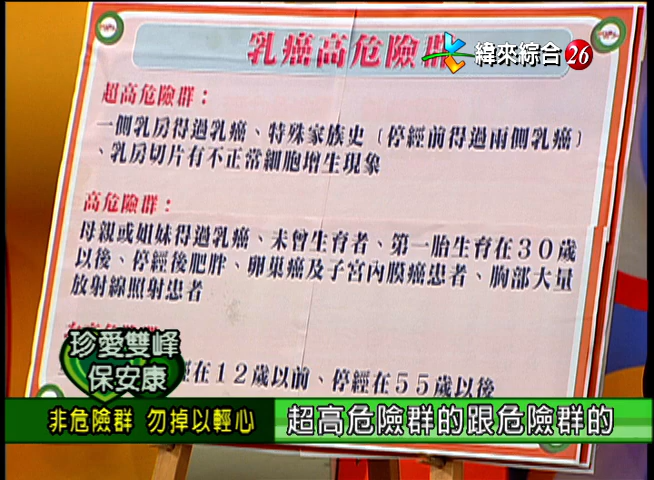 乳癌高危險群
緯來綜合26
超高危險群：
一側乳房得過乳癌、特殊家族史（停經前得過兩側乳癌）
、乳房切片有不正常細胞增生現象
高危險群：
母親或姐妹得過乳癌、未曾生育者、第一胎生育在30歲
以後、停經後肥胖、卵巢癌及子宮內膜癌患者、胸部大量
放射線照射患者
經在12歲以前、停經在55歲以後
珍愛雙峰
保安康
非危險群 勿掉以輕心
超高危險群的跟危險群的